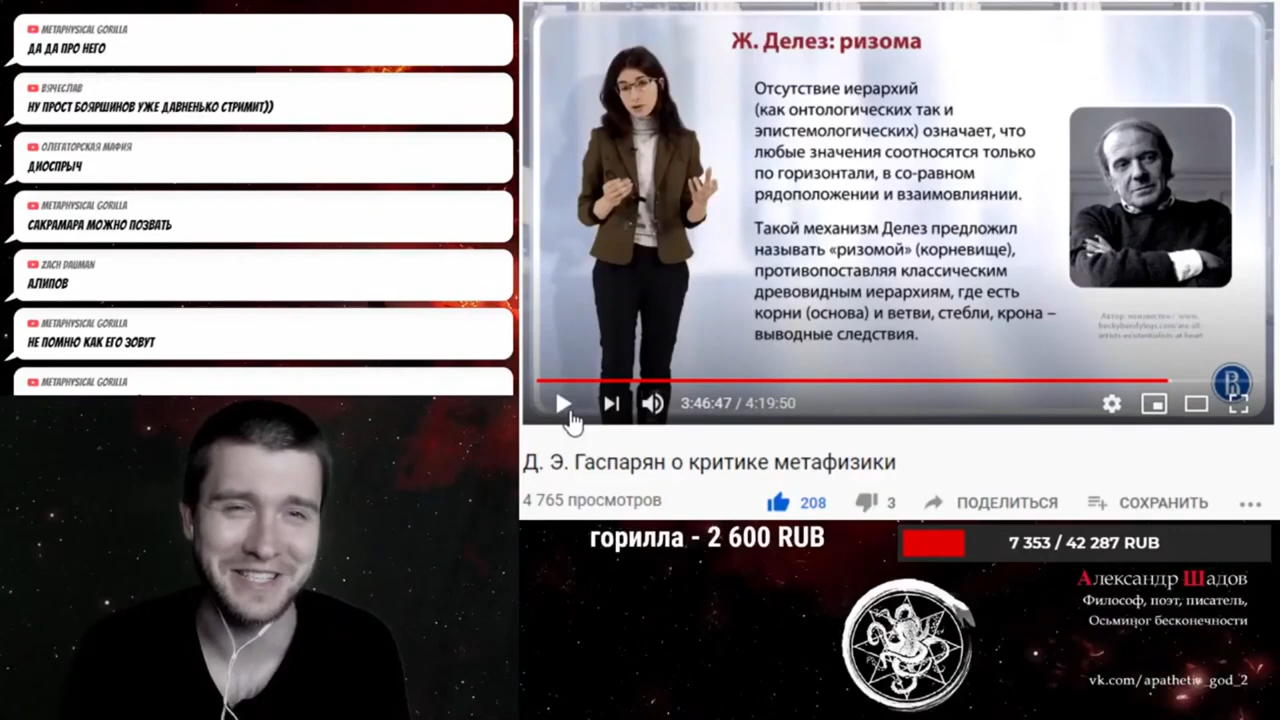 METAPHYSICAL GORILLA
ДА ДА ПРО НЕГО
ВЯЧЕСЛАВ
НУ ПРОСТ БОЯРШИНОВ УЖЕ ДАВНЕНЬКО СТРИМИТ))
ОЛЕГАТОРСКАЯ МАФИЯ
ДИОСПРЫЧ
METAPHYSICAL GORILLA
САКРАМАРА МОЖНО ПОЗВАТЬ
ZACH DAUMAN
АЛИПОВ
METAPHYSICAL GORILLA
НЕ ПОМНЮ КАК ЕГО ЗОВУТ
METAPHYSICAL GORILLA
Ж. Делез: ризома
Отсутствие иерархий
(как онтологических так и
эпистемологических) означает, что
любые значения соотносятся только
по горизонтали, в со-равном
рядоположении и взаимовлиянии.
Такой механизм Делез предложил
называть «ризомой» (корневище),
противопоставляя классическим
древовидным иерархиям, где есть
корни (основа) и ветви, стебли, крона –
выводные следствия.
3:46:47 / 4:19:50
Д. Э. Гаспарян о критике метафизики
4 765 просмотров
208
3
ПОДЕЛИТЬСЯ
СОХРАНИТЬ
горилла - 2 600 RUB
7 353 / 42 287 RUB
Александр Шадов
Философ, поэт, писатель,
Осьминог бесконечности
vk.com/apathetiv_god_2